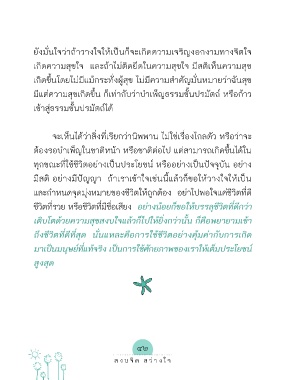 ยังมั่นใจว่าถ้าวางใจให้เป็นก็จะเกิดความเจริญงอกงามทางจิตใจ
เกิดความสุขใจ และถ้าไม่ติดยึดในความสุขใจ มีสติเห็นความสุข
เกิดขึ้นโดยไม่มีแม้กระทั่งผู้สุข ไม่มีความสำคัญมั่นหมายว่าฉันสุข
มีแต่ความสุขเกิดขึ้น ก็เท่ากับว่าบำเพ็ญธรรมขั้นปรมัตถ์ หรือก้าว
เข้าสู่ธรรมขั้นปรมัตถ์ได้
จะเห็นได้ว่าสิ่งที่เรียกว่านิพพาน ไม่ใช่เรื่องไกลตัว หรือว่าจะ
ต้องรอบำเพ็ญในชาติหน้า หรือชาติต่อไป แต่สามารถเกิดขึ้นได้ใน
ทุกขณะที่ใช้ชีวิตอย่างเป็นประโยชน์ หรืออย่างเป็นปัจจุบัน อย่าง
มีสติ อย่างมีปัญญา ถ้าเราเข้าใจเช่นนี้แล้วก็ขอให้วางใจให้เป็น
และกำหนดจุดมุ่งหมายของชีวิตให้ถูกต้อง อย่าไปพอใจแค่ชีวิตที่ดี
ชีวิตที่รวย หรือชีวิตที่มีชื่อเสียง อย่างน้อยก็ขอให้บรรลุชีวิตที่ดีกว่า
เติบโตด้วยความสุขสงบใจแล้วก็ไปให้ยิ่งกว่านั้น ก็คือพยายามเข้า
ถึงชีวิตที่ดีที่สุด นั่นแหละคือการใช้ชีวิตอย่างคุ้มค่ากับการเกิด
มาเป็นมนุษย์ที่แท้จริง เป็นการใช้ศักยภาพของเราให้เต็มประโยชน์
สูงสุด
๔๒
สงบจิต สว่างใจ